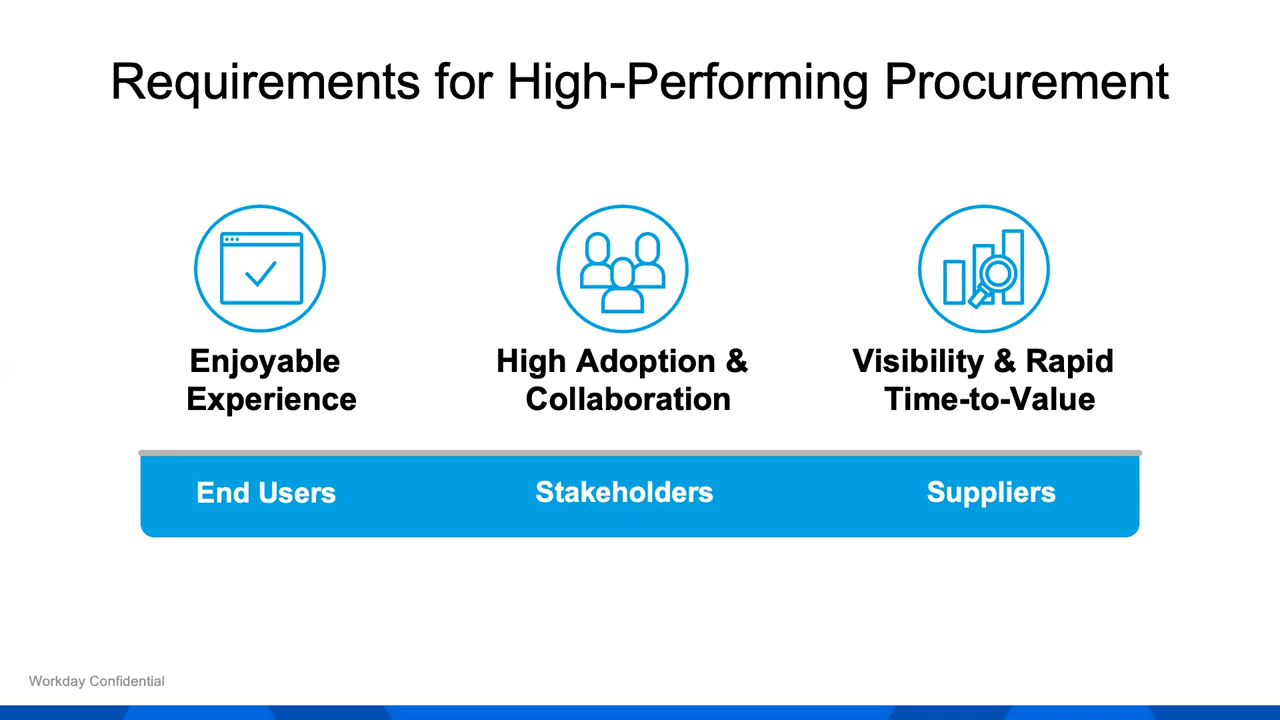 Requirements for High-Performing Procurement
Enjoyable
Experience
High Adoption &
Collaboration
Visibility & Rapid
Time-to-Value
End Users
Stakeholders
Suppliers
Workday Confidential